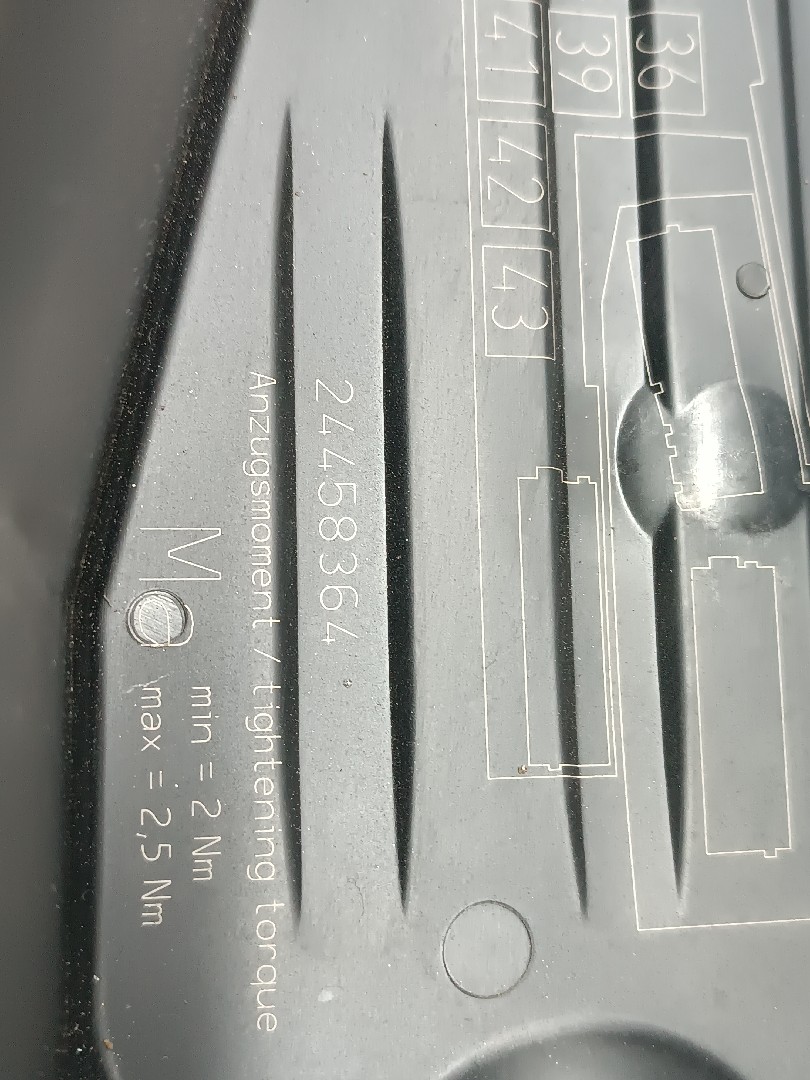 36
39
41 42 43
24458364
Anzugsmoment / tightening torque
M
min = 2 Nm
max = 2,5 Nm